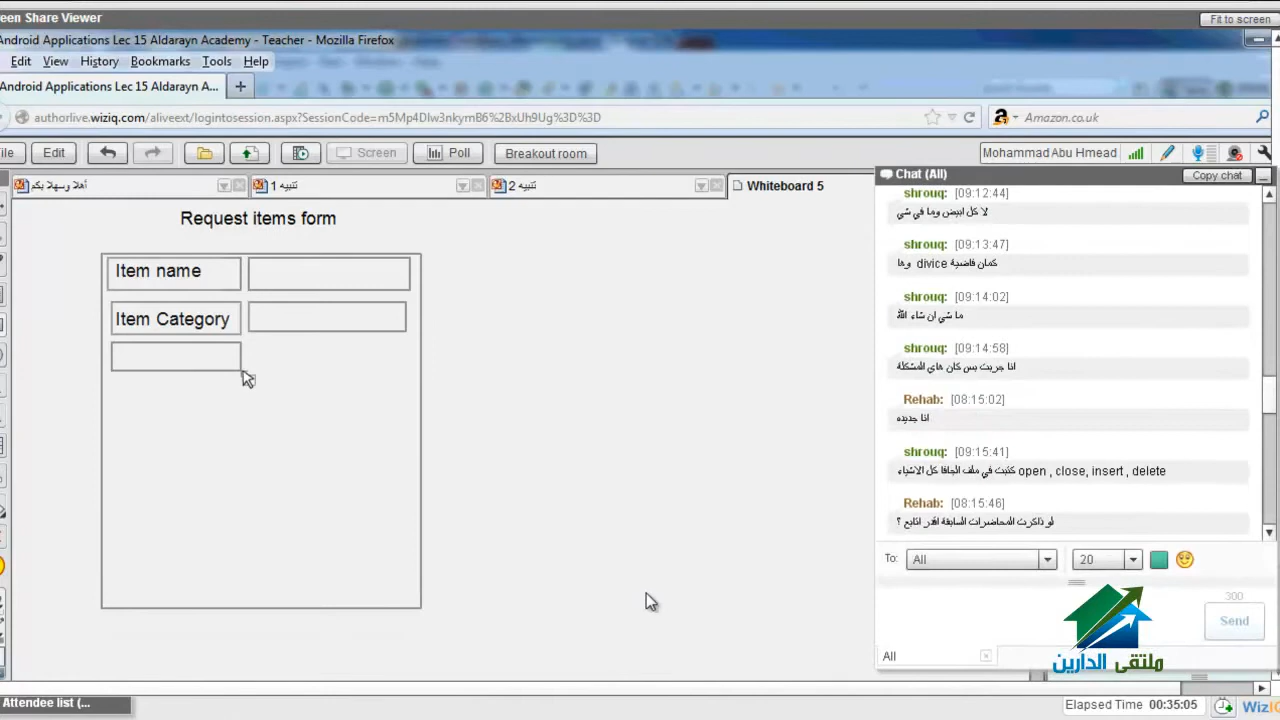 een Share Viewer
Fit to screen
Android Applications Lec 15 Aldarayn Academy - Teacher - Mozilla Firefox
Edit View History Bookmarks Tools Help
Android Applications Lec 15 Aldarayn A...
authorlive.wiziq.com/aliveext/logintosession.aspx?SessionCode=m5Mp4Dlw3nkymB6%2BxUh9Ug%3D%3D
Amazon.co.uk
ile Edit Screen Poll Breakout room
Mohammad Abu Hmead
أهلا وسهلا بكم
تنبيه 1
تنبيه 2
Whiteboard 5
Request items form
Item name
Item Category
Chat (All)
Copy chat
shrouq: [09:12:44]
لا كل ابيض وما في شي
shrouq: [09:13:47]
كمان فاضية divice وها
shrouq: [09:14:02]
ما شي ان شاء الله
shrouq: [09:14:58]
انا جربت بس كان هاي المشكلة
Rehab: [08:15:02]
انا جديده
shrouq: [09:15:41]
كتبت في ملف الجافا كل الاشياء open , close, insert , delete
Rehab: [08:15:46]
لو ذاكرت المحاضرات السابقة اقدر اتابع ؟
To: All 20
300
Send
All
ملتقى الدارين
Attendee list (...
Elapsed Time 00:35:05
WizI